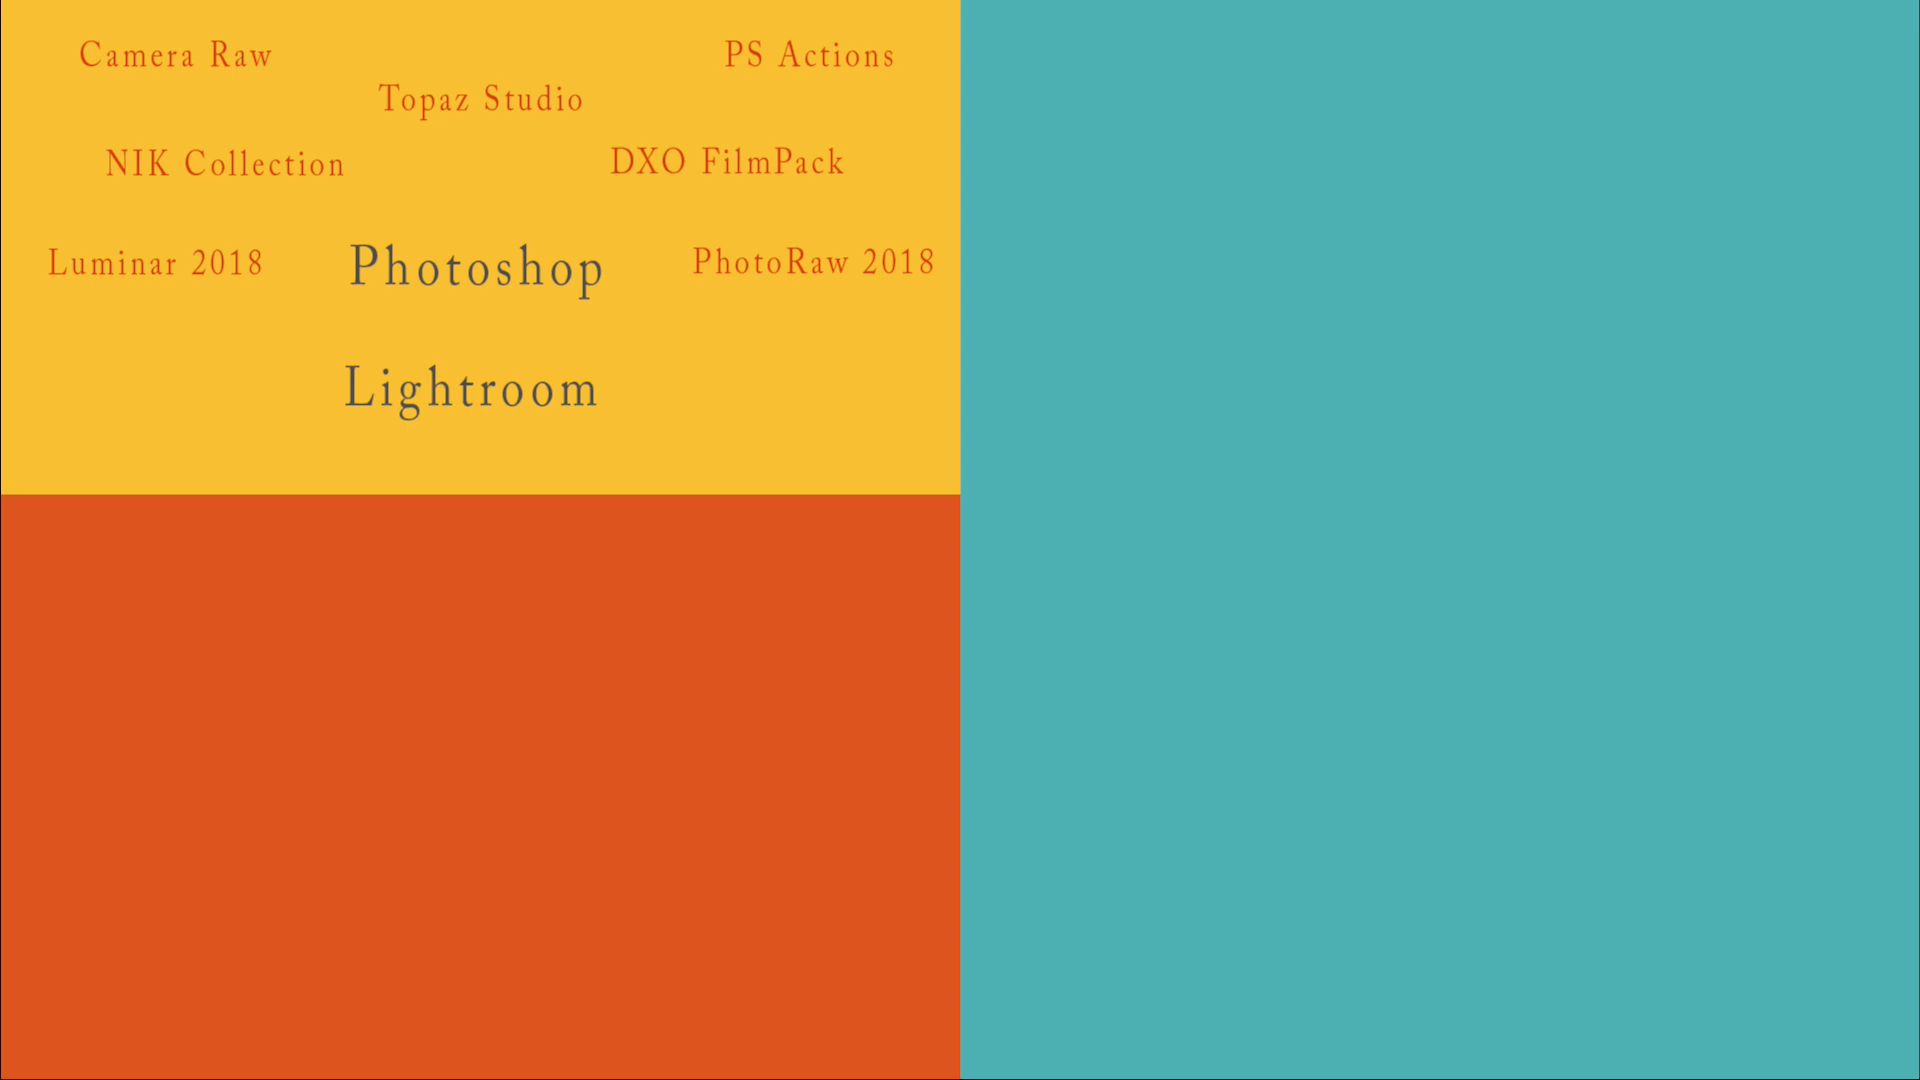 Camera Raw
PS Actions
Topaz Studio
NIK Collection
DXO FilmPack
Luminar 2018
Photoshop
PhotoRaw 2018
Lightroom